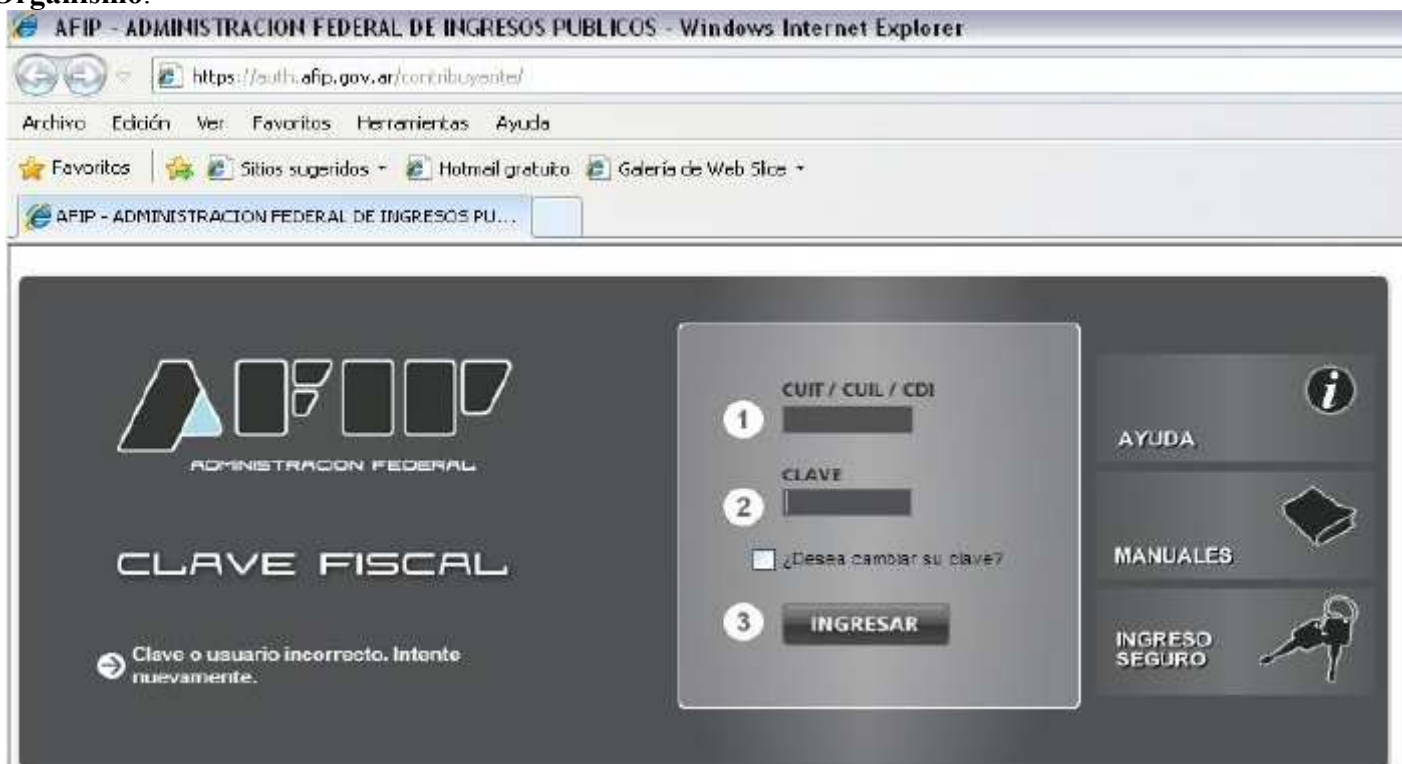 Organismo.
AFIP - ADMINISTRACION FEDERAL DE INGRESOS PUBLICOS - Windows Internet Explorer
https://auth.afip.gov.ar/contribuyente/
Archivo Edición Ver Favoritos Herramientas Ayuda
Favoritos Sitios sugeridos Hotmail gratuito Galería de Web Slice
AFIP - ADMINISTRACION FEDERAL DE INGRESOS PU...
AFIP
ADMINISTRACION FEDERAL
CLAVE FISCAL
Clave o usuario incorrecto. Intente
nuevamente.
CUIT / CUIL / CDI
1
CLAVE
2
¿Desea cambiar su clave?
3 INGRESAR
i
AYUDA
MANUALES
INGRESO
SEGURO